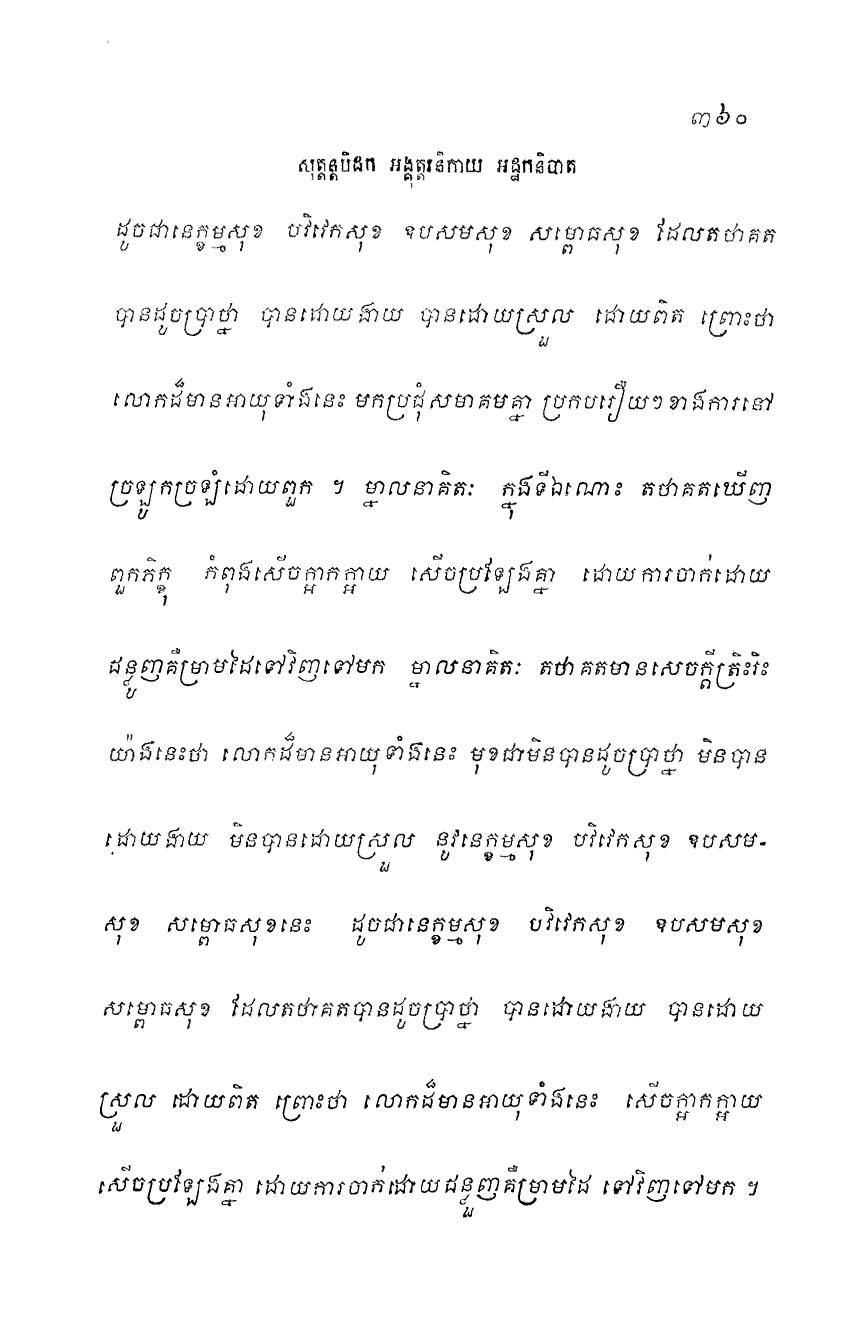 ៣៦០
សុត្តន្តបិដក អង្គុត្តរនិកាយ អដ្ឋកនិបាត
ដូចជានេក្ខម្មសុខ បវិវេកសុខ ឧបសមសុខ សម្ពោធសុខ ដែលតថាគត
បានដូចប្រាថ្នា បានដោយងាយ បានដោយស្រួល ដោយពិត ព្រោះថា
លោកដ៏មានអាយុទាំងនេះ មកប្រជុំសមាគមគ្នា ប្រកបរឿយៗ ខាងការនៅ
ច្រឡូកច្រឡំដោយពួក ។ ម្នាលនាគិតៈ ក្នុងទីឯណោះ តថាគតឃើញ
ពួកភិក្ខុ កំពុងសើចក្អាកក្អាយ សើចប្រឡែងគ្នា ដោយការចាក់ដោយ
ដន្លូញគឺម្រាមដៃទៅវិញទៅមក ម្នាលនាគិតៈ តថាគតមានសេចក្តីត្រិះរិះ
យ៉ាងនេះថា លោកដ៏មានអាយុទាំងនេះ មុខជាមិនបានដូចប្រាថ្នា មិនបាន
ដោយងាយ មិនបានដោយស្រួល នូវនេក្ខម្មសុខ បវិវេកសុខ ឧបសម-
សុខ សម្ពោធសុខនេះ ដូចជានេក្ខម្មសុខ បវិវេកសុខ ឧបសមសុខ
សម្ពោធសុខ ដែលតថាគតបានដូចប្រាថ្នា បានដោយងាយ បានដោយ
ស្រួល ដោយពិត ព្រោះថា លោកដ៏មានអាយុទាំងនេះ សើចក្អាកក្អាយ
សើចប្រឡែងគ្នា ដោយការចាក់ដោយដន្លួញគឺម្រាមដៃ ទៅវិញទៅមក ។